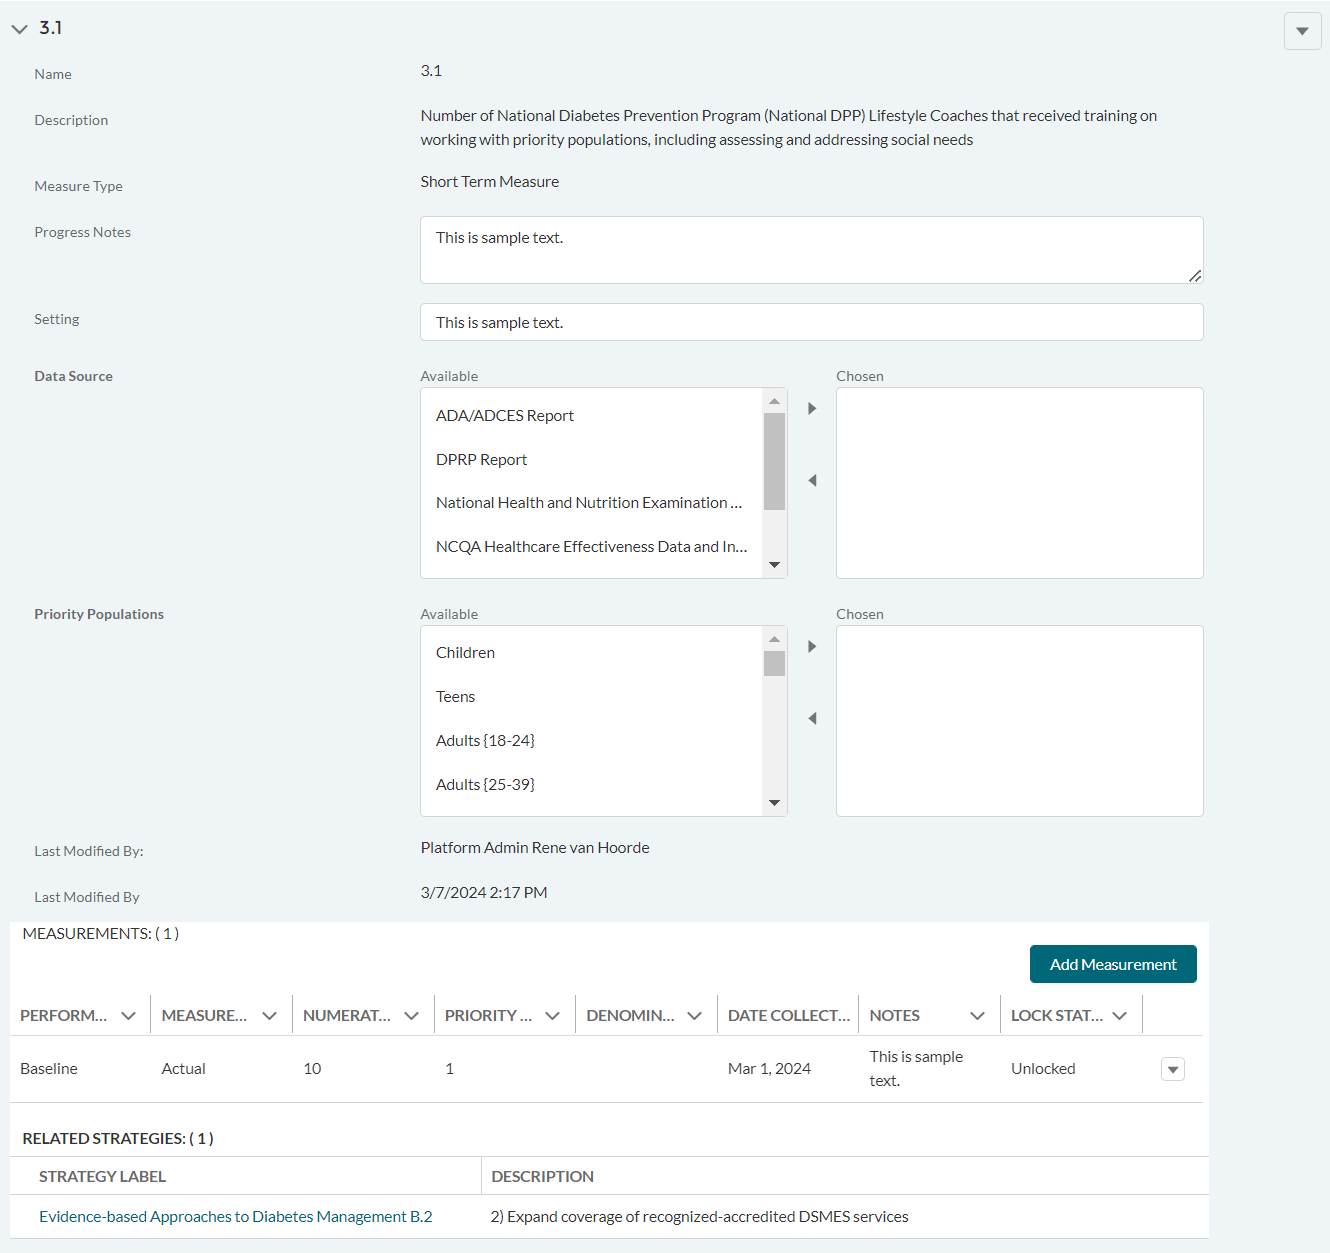 3.1
Name
3.1
Description
Number of National Diabetes Prevention Program (National DPP) Lifestyle Coaches that received training on
working with priority populations, including assessing and addressing social needs
Measure Type
Short Term Measure
Progress Notes
This is sample text.
Setting
This is sample text.
Data Source
Available
Chosen
ADA/ADCES Report
DPRP Report
National Health and Nutrition Examination ...
NCQA Healthcare Effectiveness Data and In...
Priority Populations
Available
Chosen
Children
Teens
Adults {18-24}
Adults {25-39}
Last Modified By:
Platform Admin Rene van Hoorde
Last Modified By
3/7/2024 2:17 PM
MEASUREMENTS: ( 1 )
Add Measurement
PERFORM... MEASURE... NUMERAT... PRIORITY ... DENOMIN... DATE COLLECT... NOTES LOCK STAT...
Baseline Actual 10 1 Mar 1, 2024 This is sample text. Unlocked
RELATED STRATEGIES: ( 1 )
STRATEGY LABEL DESCRIPTION
Evidence-based Approaches to Diabetes Management B.2 2) Expand coverage of recognized-accredited DSMES services